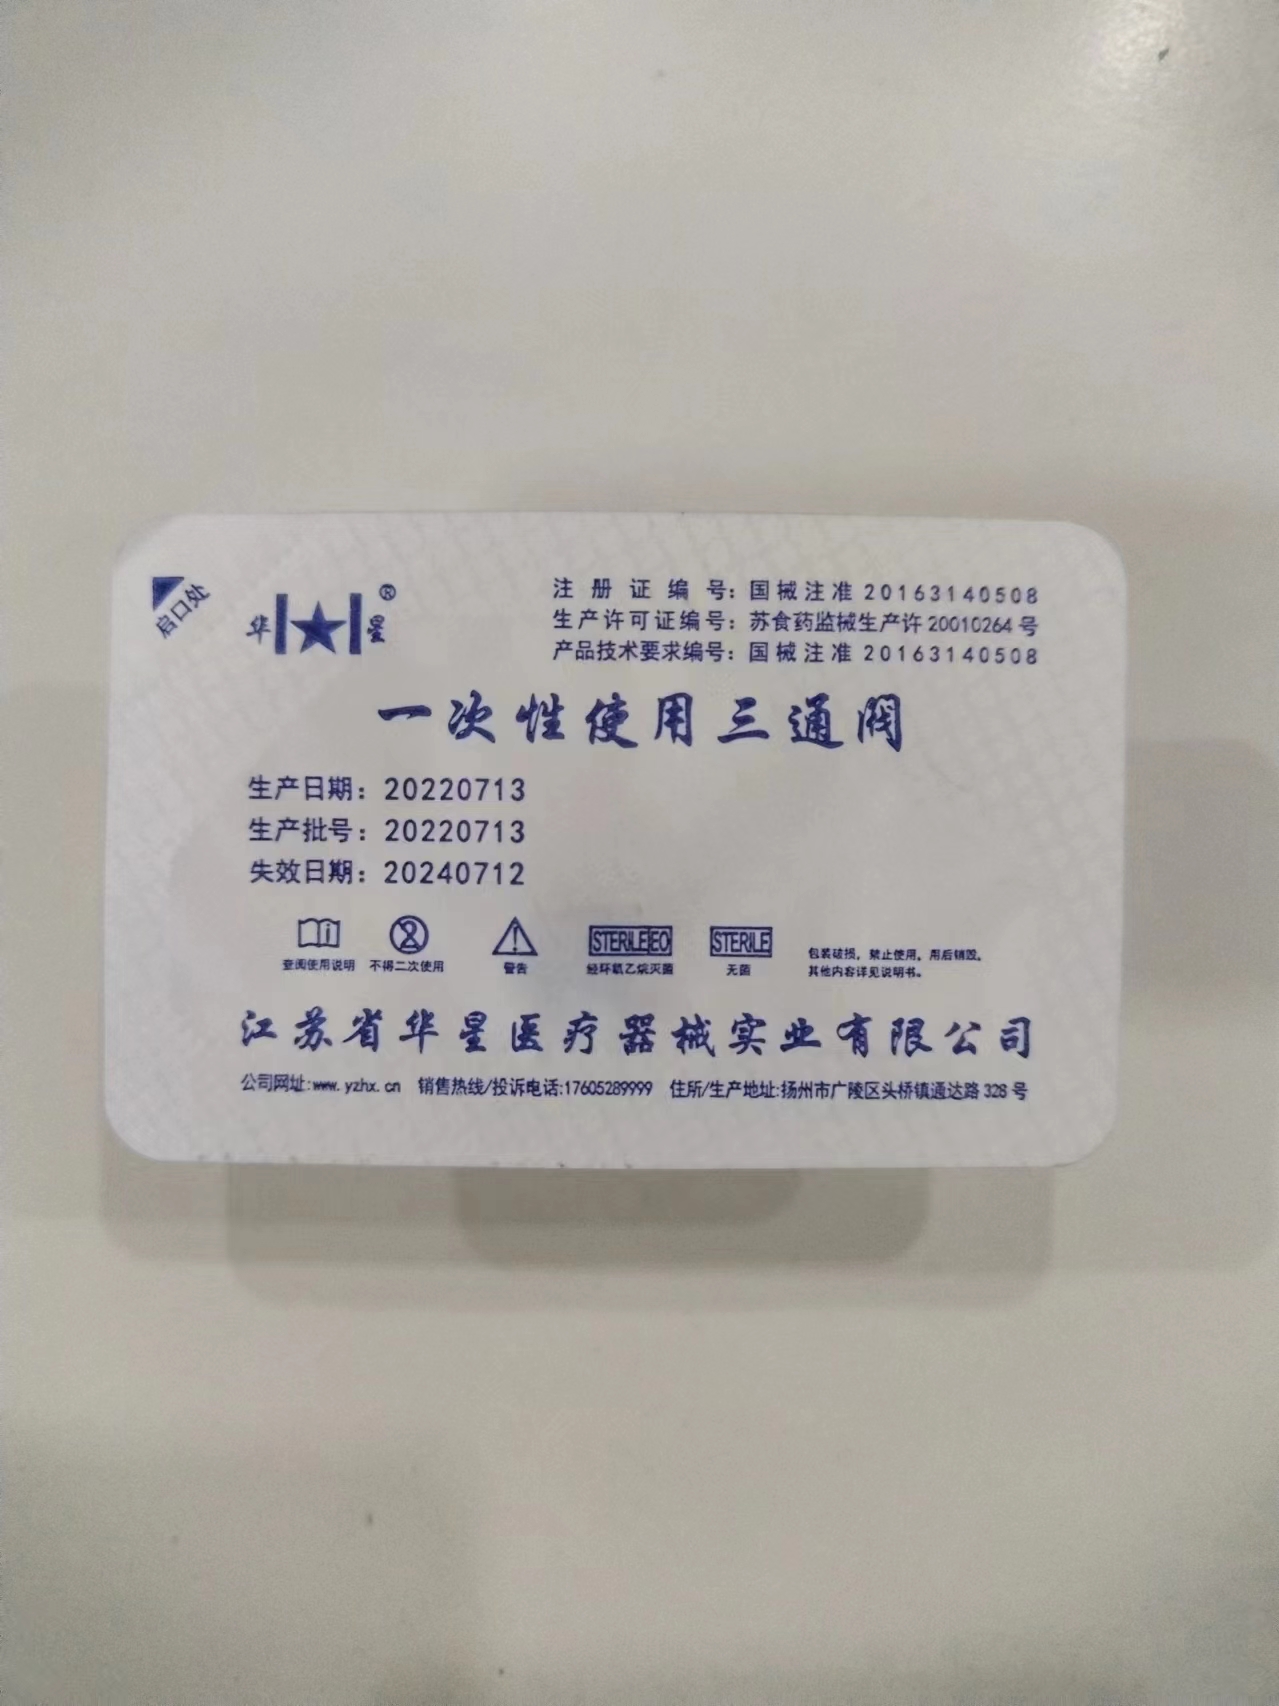 启口处
华星®
注册证编号：国械注准20163140508
生产许可证编号：苏食药监械生产许20010264号
产品技术要求编号：国械注准20163140508
一次性使用三通阀
生产日期：20220713
生产批号：20220713
失效日期：20240712
STERILE EO
STERILE
查阅使用说明 不得二次使用 警告 经环氧乙烷灭菌 无菌
包装破损，禁止使用，用后销毁。
其他内容详见说明书。
江苏省华星医疗器械实业有限公司
公司网址:www.yzhx.cn 销售热线/投诉电话:17605289999 住所/生产地址:扬州市广陵区头桥镇通达路328号